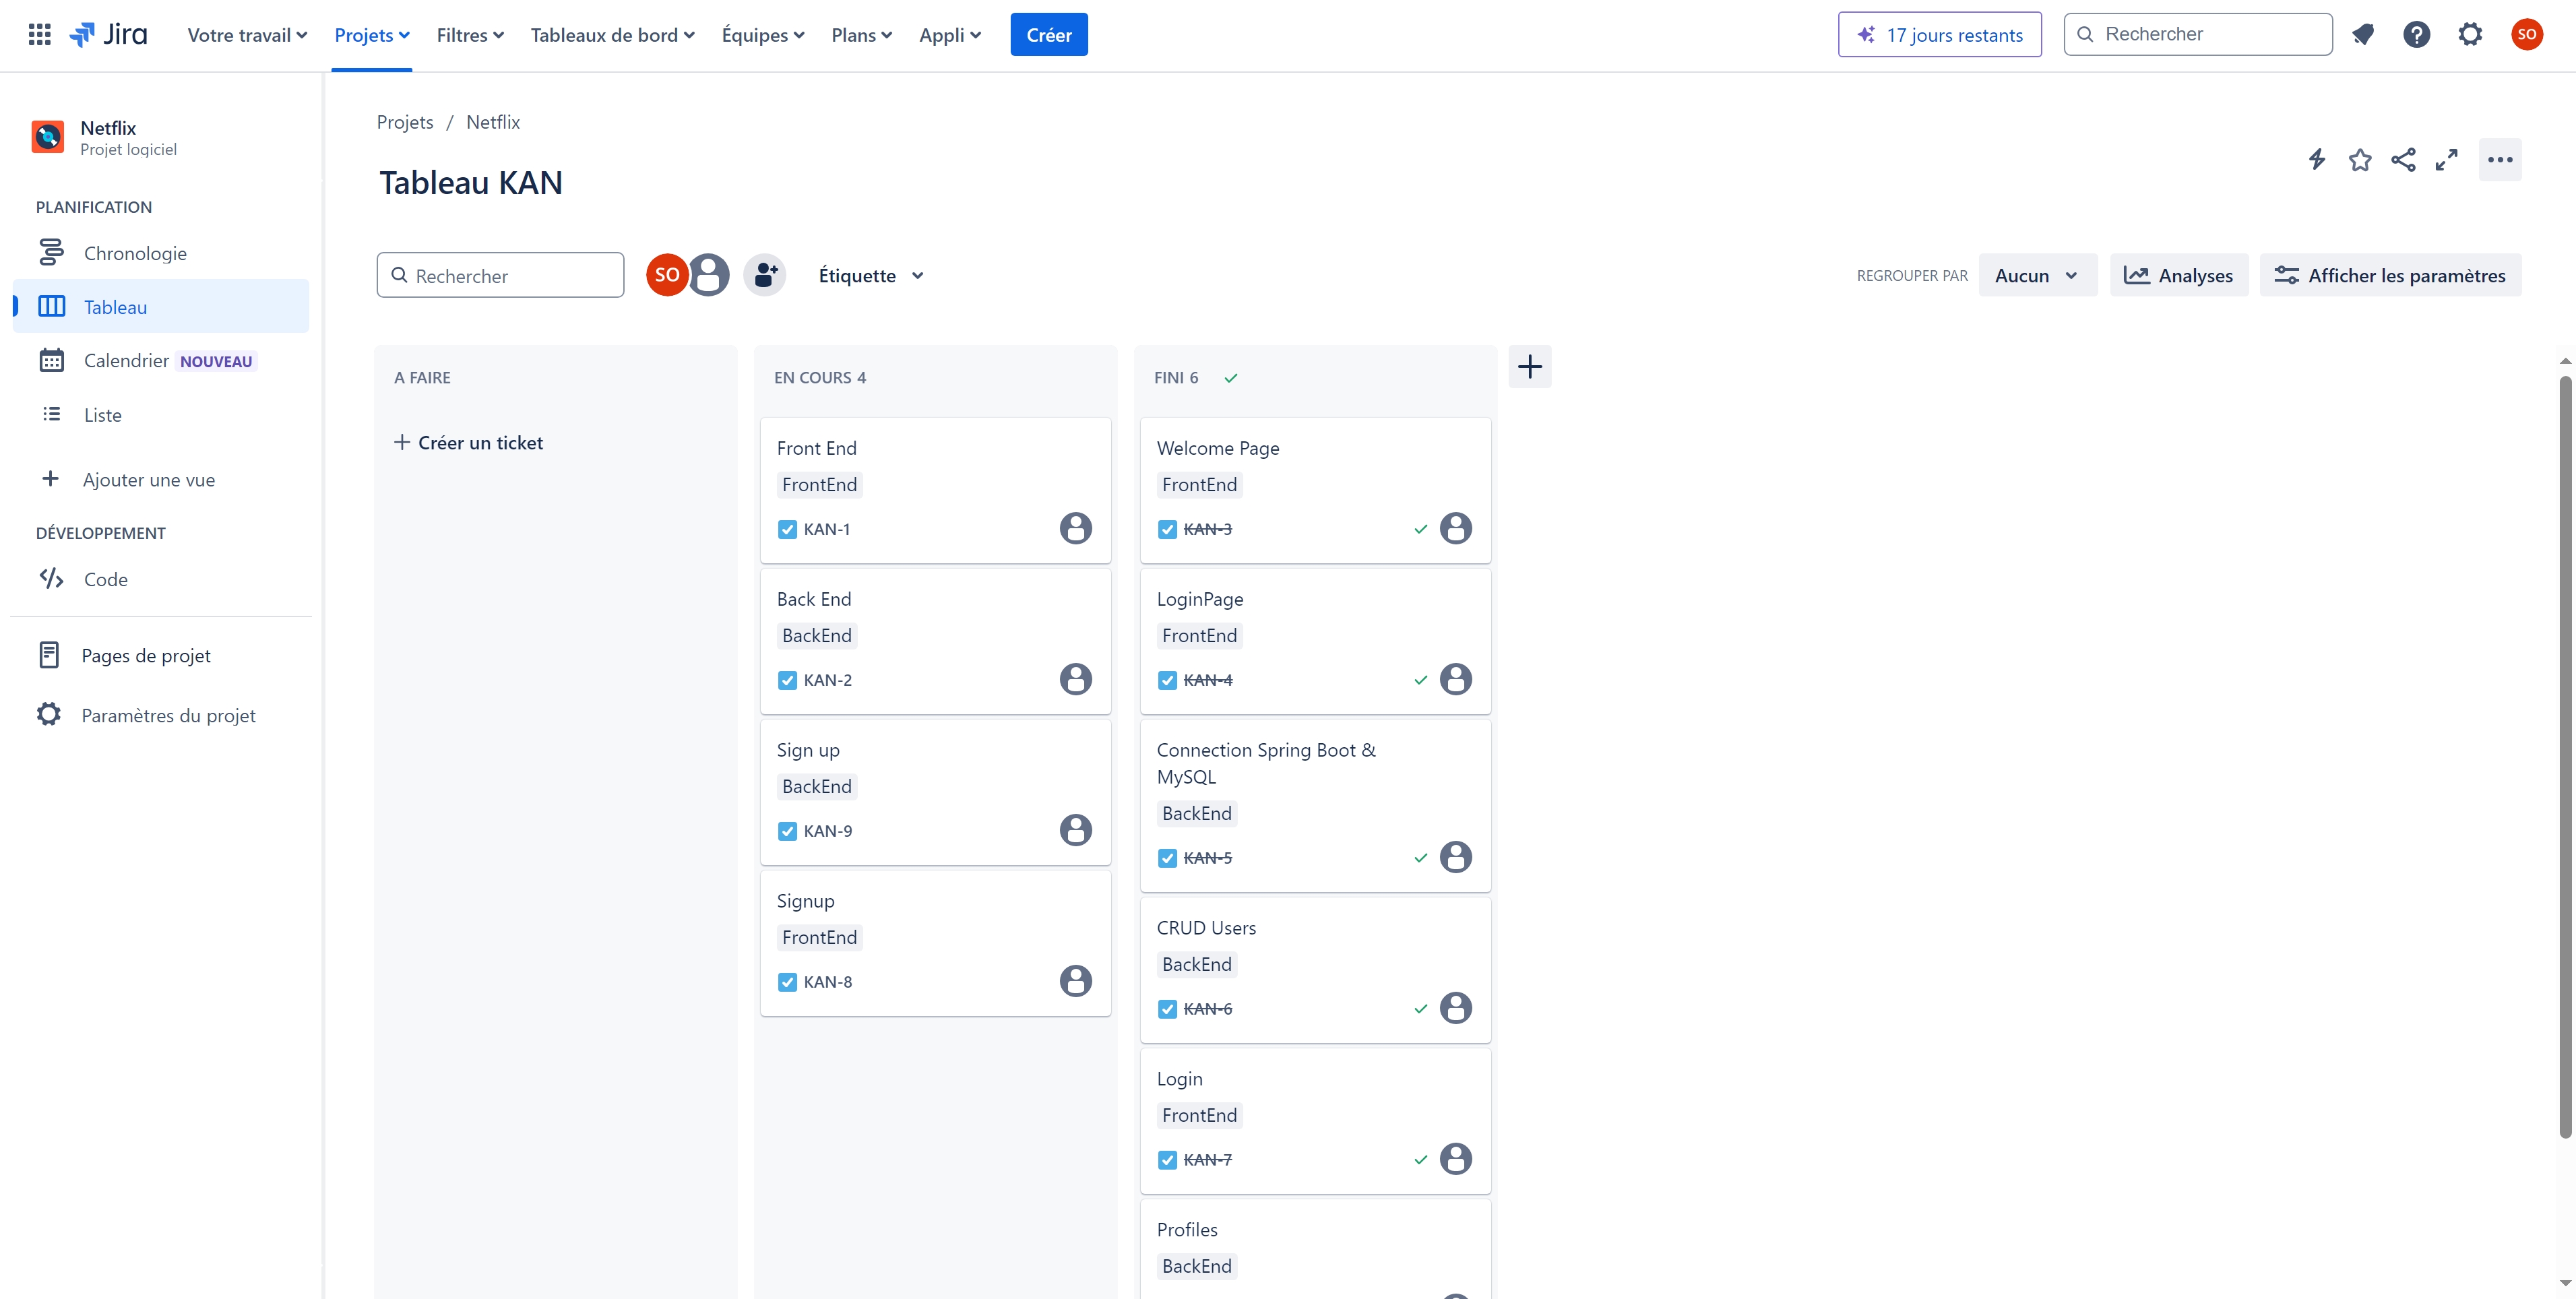 Jira Votre travail Projets Filtres Tableaux de bord Équipes Plans Appli Créer 17 jours restants Rechercher SO
Netflix
Projet logiciel
PLANIFICATION
Chronologie
Tableau
Calendrier NOUVEAU
Liste
Ajouter une vue
DÉVELOPPEMENT
Code
Pages de projet
Paramètres du projet
Projets / Netflix
Tableau KAN
Rechercher SO Étiquette REGROUPER PAR Aucun Analyses Afficher les paramètres
A FAIRE
+ Créer un ticket
EN COURS 4
Front End
FrontEnd
KAN-1
Back End
BackEnd
KAN-2
Sign up
BackEnd
KAN-9
Signup
FrontEnd
KAN-8
FINI 6
Welcome Page
FrontEnd
KAN-3
LoginPage
FrontEnd
KAN-4
Connection Spring Boot &
MySQL
BackEnd
KAN-5
CRUD Users
BackEnd
KAN-6
Login
FrontEnd
KAN-7
Profiles
BackEnd